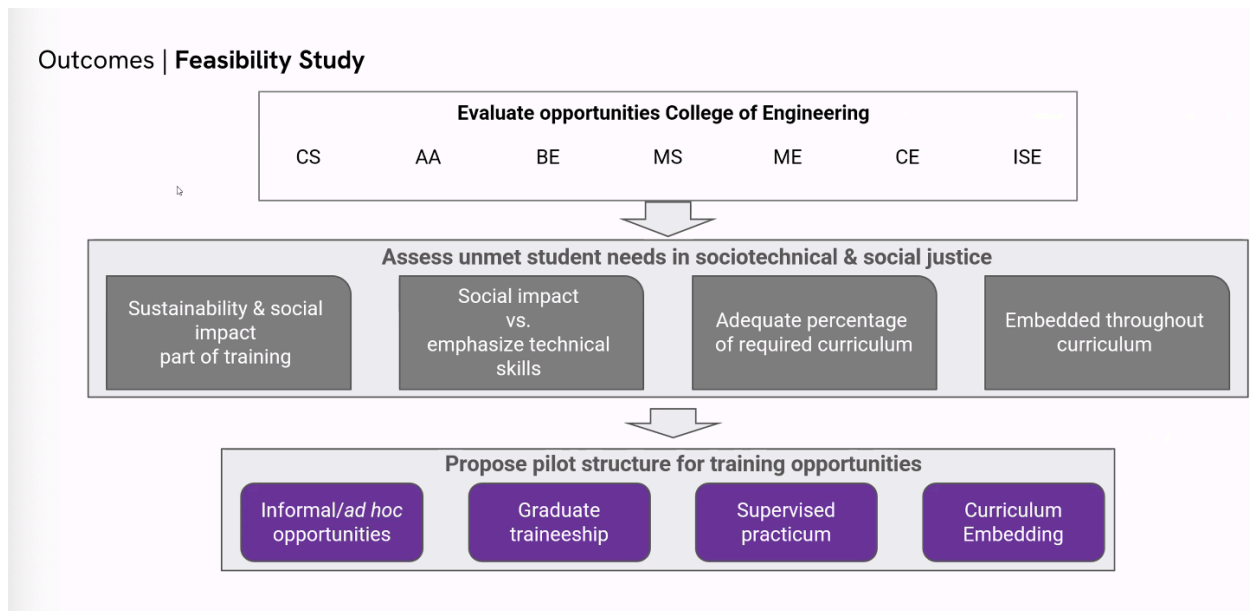 Outcomes | Feasibility Study
Evaluate opportunities College of Engineering
CS AA BE MS ME CE ISE
Assess unmet student needs in sociotechnical & social justice
Sustainability & social
impact
part of training
Social impact
vs.
emphasize technical
skills
Adequate percentage
of required curriculum
Embedded throughout
curriculum
Propose pilot structure for training opportunities
Informal/ad hoc
opportunities
Graduate
traineeship
Supervised
practicum
Curriculum
Embedding